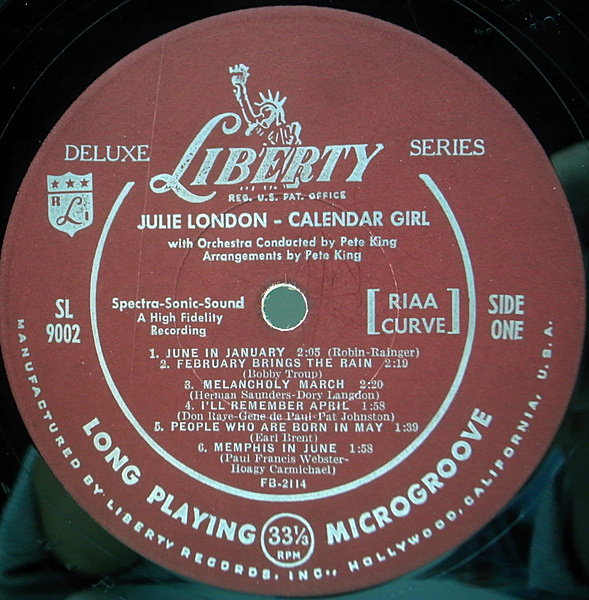 DELUXE LIBERTY SERIES
REG. U.S. PAT. OFFICE
R L I
JULIE LONDON - CALENDAR GIRL
with Orchestra Conducted by Pete King
Arrangements by Pete King
Spectra-Sonic-Sound
A High Fidelity
Recording
[RIAA
CURVE]
SL
9002
SIDE
ONE
1. JUNE IN JANUARY 2:05 (Robin-Rainger)
2. FEBRUARY BRINGS THE RAIN 2:19
(Bobby Troup)
3. MELANCHOLY MARCH 2:20
(Herman Saunders-Dory Langdon)
4. I'LL REMEMBER APRIL 1:58
(Don Raye-Gene de Paul-Pat Johnston)
5. PEOPLE WHO ARE BORN IN MAY 1:39
(Earl Brent)
6. MEMPHIS IN JUNE 1:58
(Paul Francis Webster-
Hoagy Carmichael)
FB-2114
LONG PLAYING 33 1/3 RPM MICROGROOVE
MANUFACTURED BY LIBERTY RECORDS, INC., HOLLYWOOD, CALIFORNIA, U.S.A.